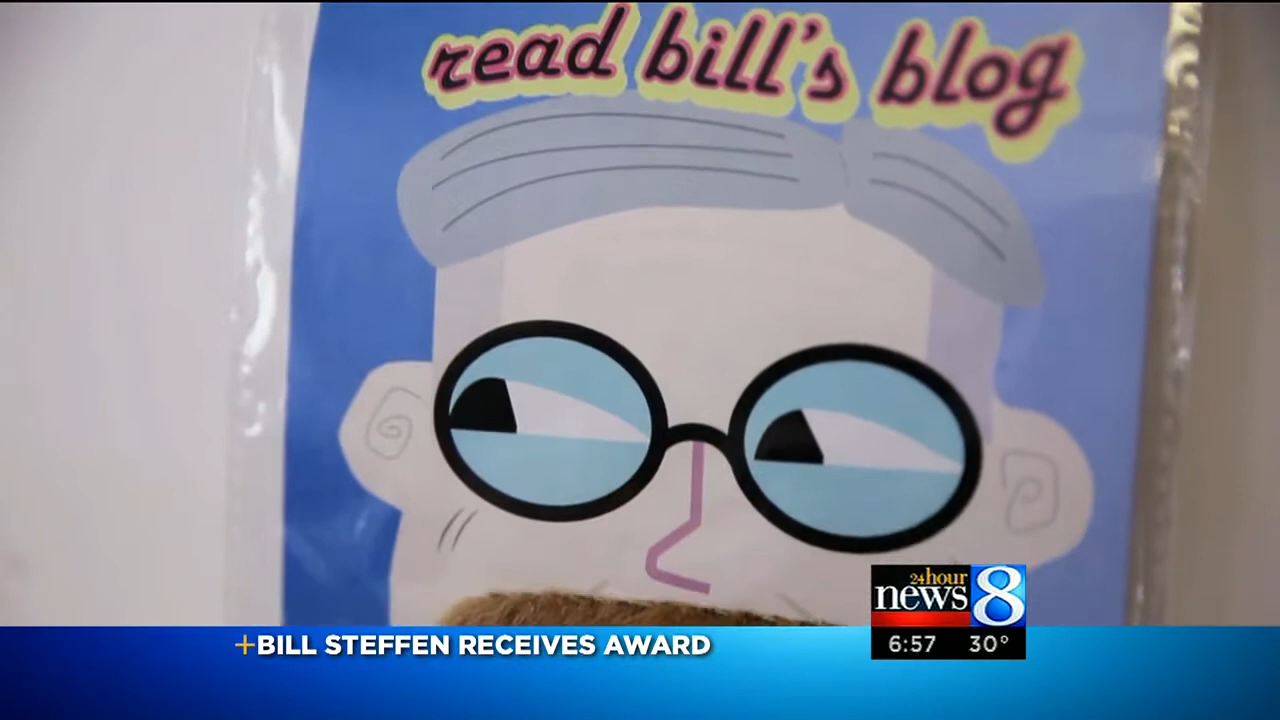 read bill's blog
+BILL STEFFEN RECEIVES AWARD
24hour
news 8
6:57 30°